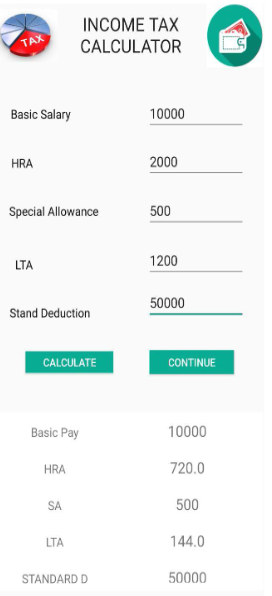 INCOME TAX
CALCULATOR
TAX
Basic Salary 10000
HRA 2000
Special Allowance 500
LTA 1200
Stand Deduction 50000
CALCULATE CONTINUE
Basic Pay 10000
HRA 720.0
SA 500
LTA 144.0
STANDARD D 50000